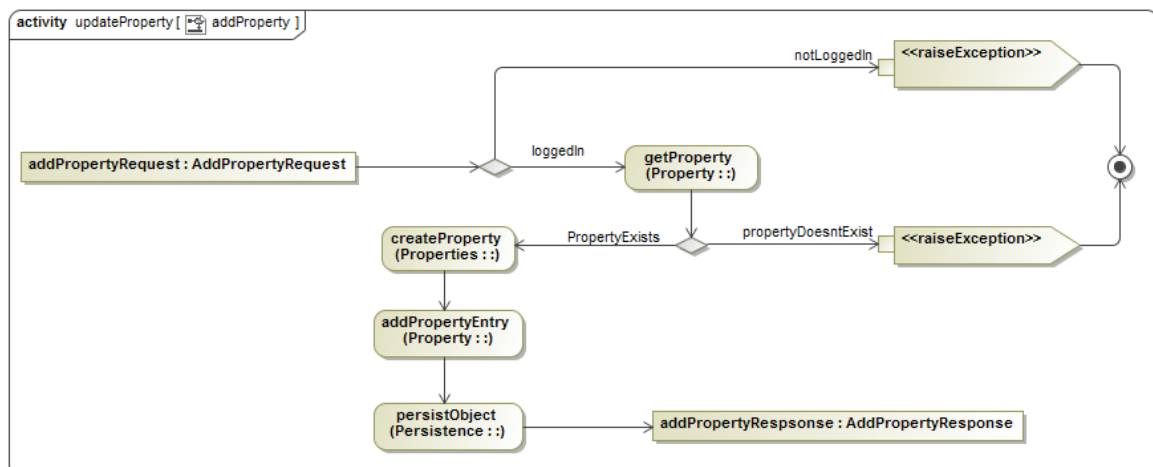 activity updateProperty [ addProperty ]
notLoggedIn
<<raiseException>>
addPropertyRequest : AddPropertyRequest
loggedIn
getProperty
(Property : :)
createProperty
(Properties : :)
PropertyExists
propertyDoesntExist
<<raiseException>>
addPropertyEntry
(Property : :)
persistObject
(Persistence : :)
addPropertyRespsonse : AddPropertyResponse